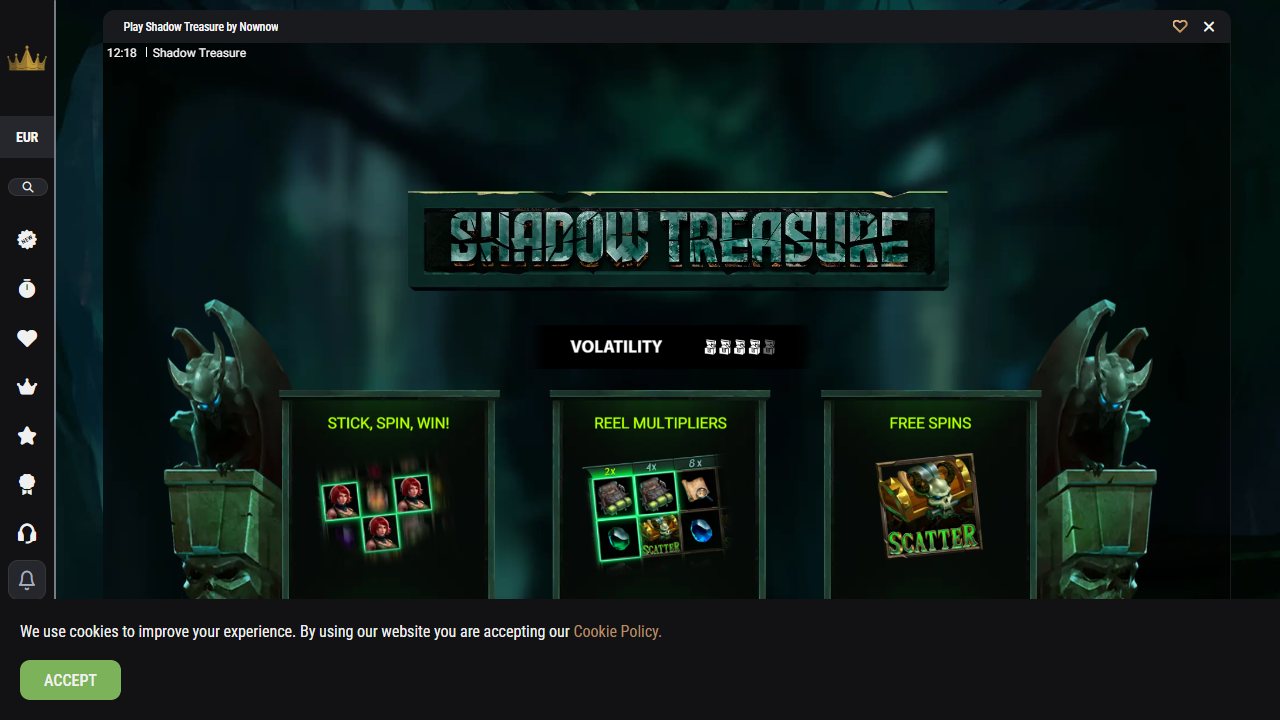 Play Shadow Treasure by Nownow
12:18 | Shadow Treasure
EUR
NEW
SHADOW TREASURE
VOLATILITY
STICK, SPIN, WIN!
REEL MULTIPLIERS
FREE SPINS
2x 4x 8x
SCATTER
SCATTER
We use cookies to improve your experience. By using our website you are accepting our Cookie Policy.
ACCEPT